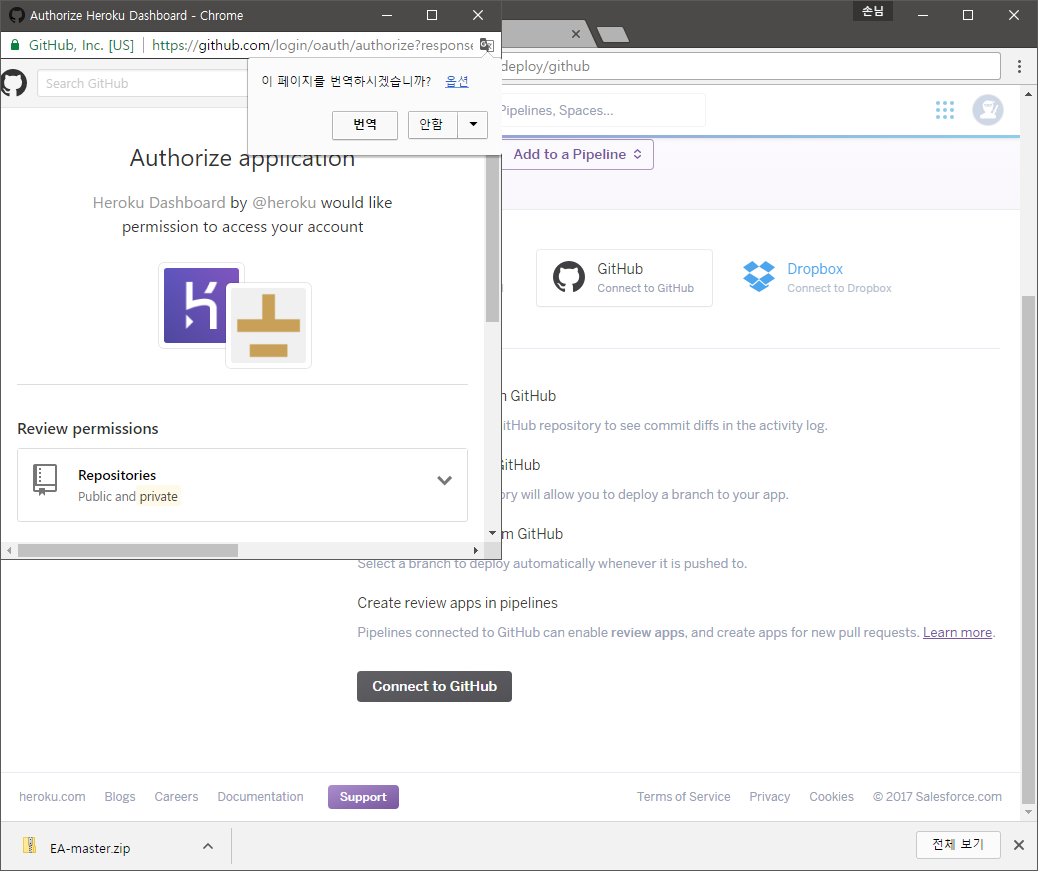 Authorize Heroku Dashboard - Chrome
손님
GitHub, Inc. [US]
https://github.com/login/oauth/authorize?response
deploy/github
Search GitHub
이 페이지를 번역하시겠습니까? 옵션
번역
안함
Pipelines, Spaces...
Add to a Pipeline
Authorize application
Heroku Dashboard by @heroku would like
permission to access your account
GitHub
Connect to GitHub
Dropbox
Connect to Dropbox
Review permissions
Repositories
Public and private
GitHub
GitHub repository to see commit diffs in the activity log.
GitHub
will allow you to deploy a branch to your app.
GitHub
Select a branch to deploy automatically whenever it is pushed to.
Create review apps in pipelines
Pipelines connected to GitHub can enable review apps, and create apps for new pull requests. Learn more.
Connect to GitHub
heroku.com
Blogs
Careers
Documentation
Support
Terms of Service
Privacy
Cookies
© 2017 Salesforce.com
EA-master.zip
전체 보기